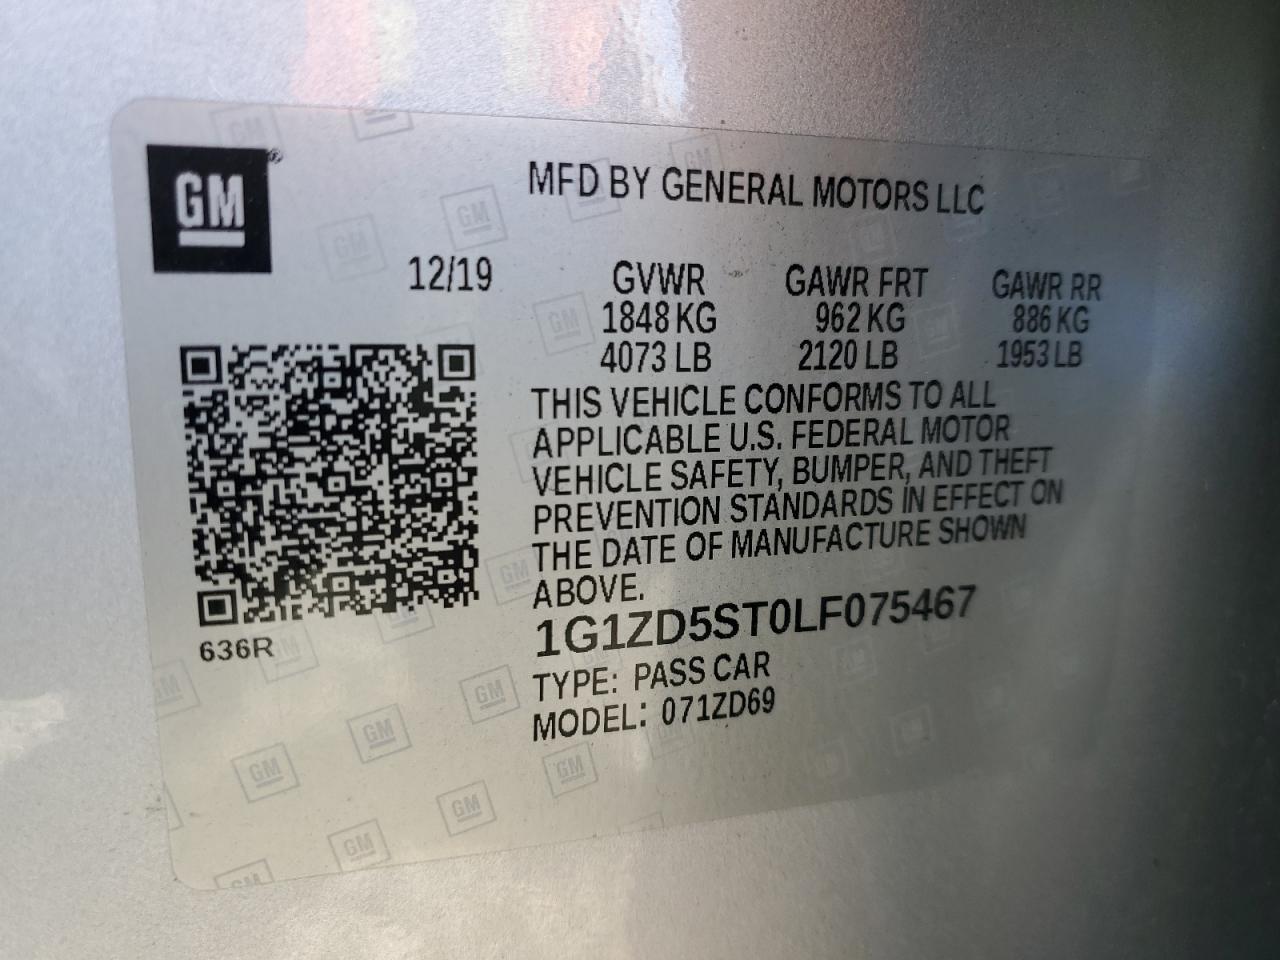 GM®
MFD BY GENERAL MOTORS LLC
12/19
GVWR GAWR FRT GAWR RR
1848 KG 962 KG 886 KG
4073 LB 2120 LB 1953 LB
THIS VEHICLE CONFORMS TO ALL
APPLICABLE U.S. FEDERAL MOTOR
VEHICLE SAFETY, BUMPER, AND THEFT
PREVENTION STANDARDS IN EFFECT ON
THE DATE OF MANUFACTURE SHOWN
ABOVE.
1G1ZD5ST0LF075467
TYPE: PASS CAR
MODEL: 071ZD69
636R